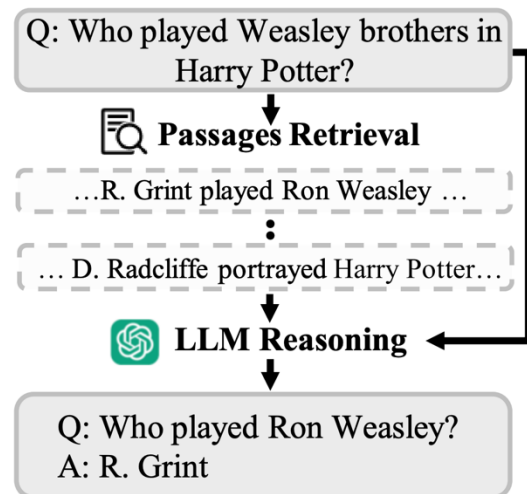 Q: Who played Weasley brothers in
Harry Potter?
Passages Retrieval
...R. Grint played Ron Weasley ...
... D. Radcliffe portrayed Harry Potter...
LLM Reasoning
Q: Who played Ron Weasley?
A: R. Grint